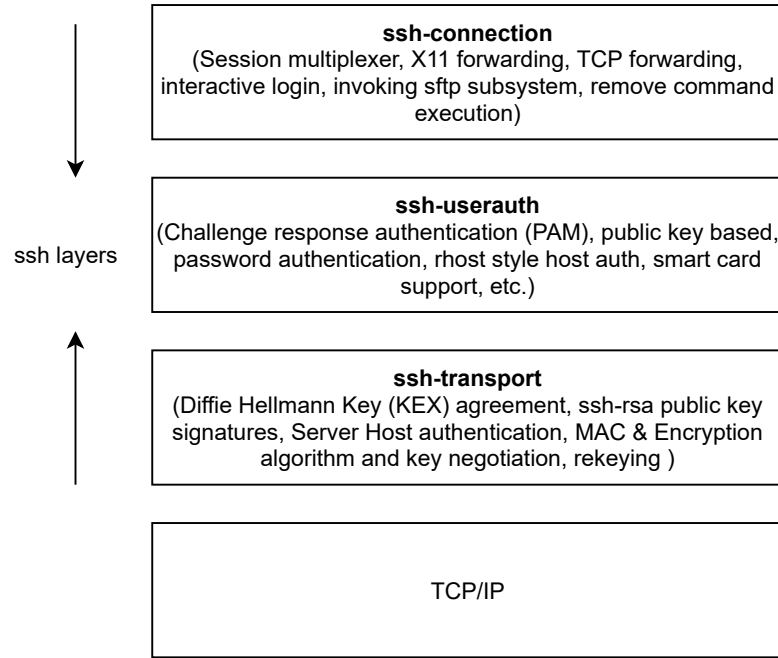 ssh-connection
(Session multiplexer, X11 forwarding, TCP forwarding,
interactive login, invoking sftp subsystem, remove command
execution)
ssh-userauth
(Challenge response authentication (PAM), public key based,
password authentication, rhost style host auth, smart card
support, etc.)
ssh layers
ssh-transport
(Diffie Hellmann Key (KEX) agreement, ssh-rsa public key
signatures, Server Host authentication, MAC & Encryption
algorithm and key negotiation, rekeying )
TCP/IP